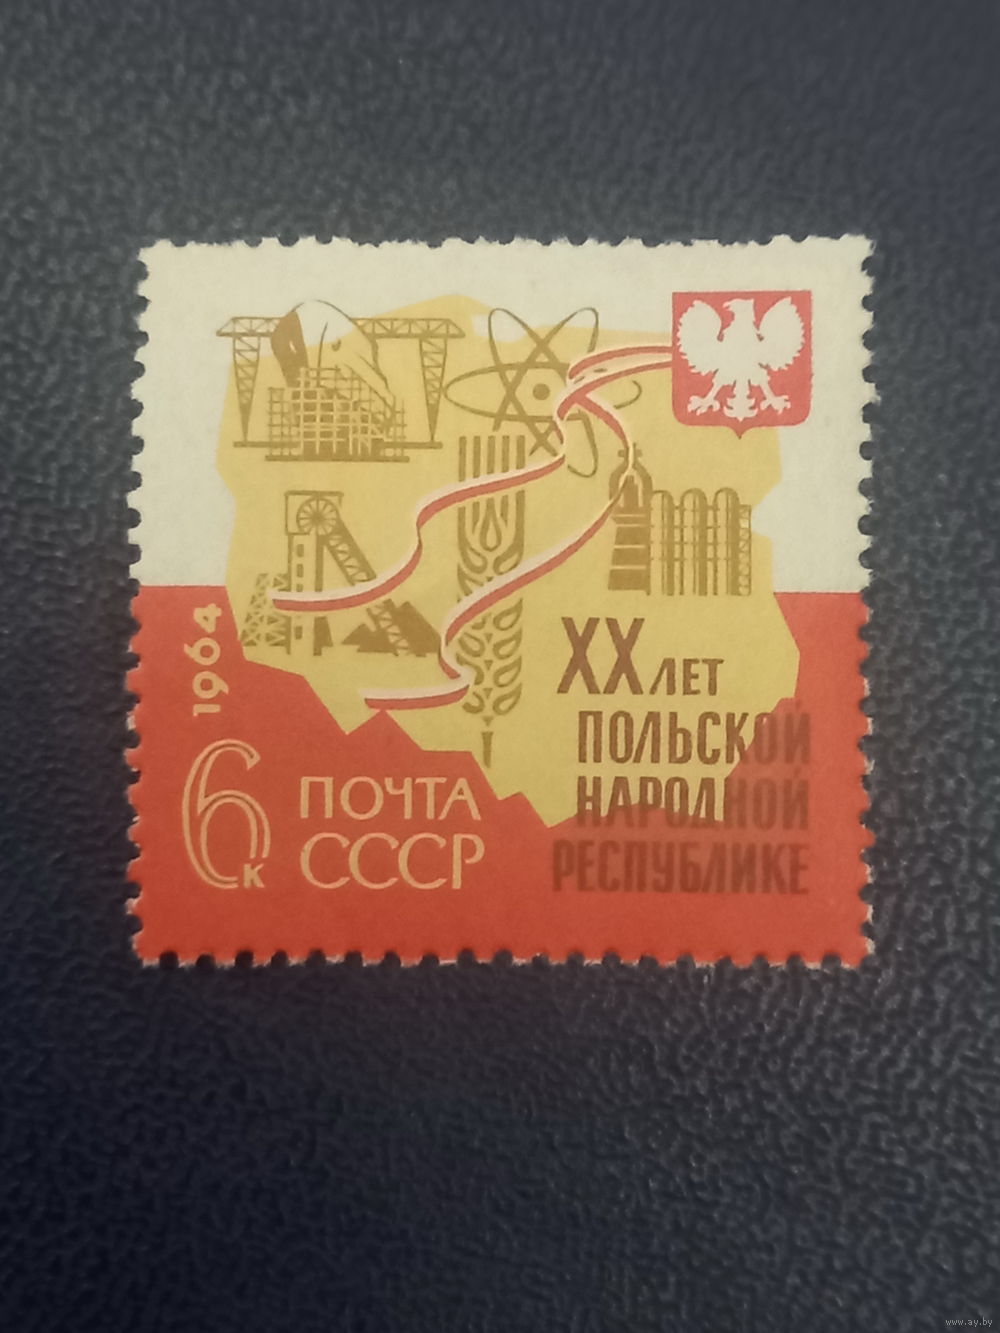 1964
6к
ПОЧТА
СССР
XX ЛЕТ
ПОЛЬСКОЙ
НАРОДНОЙ
РЕСПУБЛИКЕ
www.ay.by